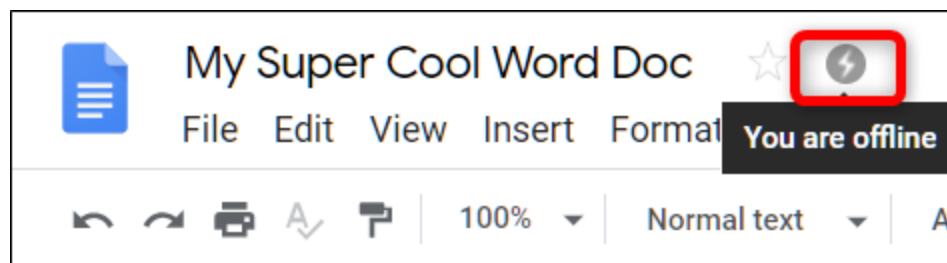 My Super Cool Word Doc
File Edit View Insert Format
You are offline
100% Normal text